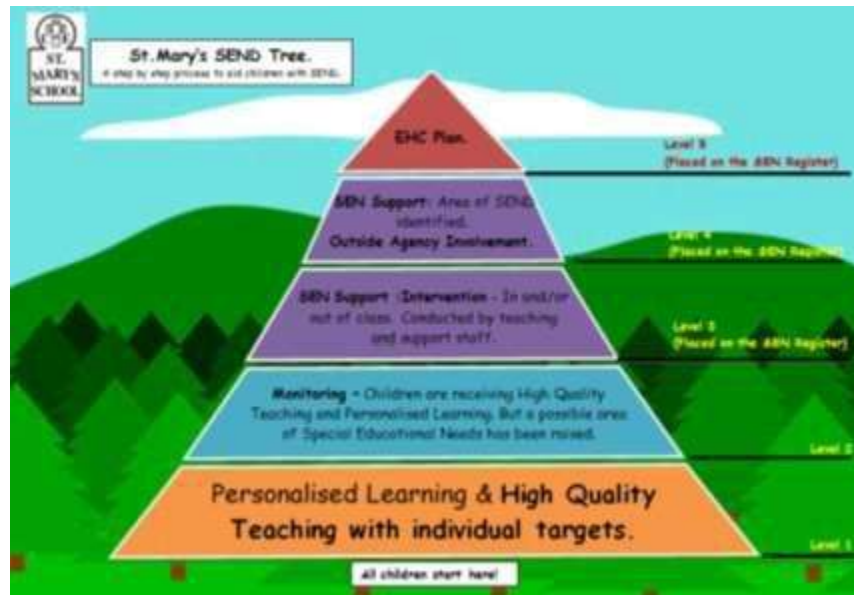 ST.
MARY'S
SCHOOL
St.Mary's SEND Tree.
A step by step process to aid children with SEND.
EHC Plan.
Level 5
(Placed on the SEN Register)
SEN Support: Area of SEND
identified.
Outside Agency Involvement.
Level 4
(Placed on the SEN Register)
SEN Support :Intervention - In and/or
out of class. Conducted by teaching
and support staff.
Level 3
(Placed on the SEN Register)
Monitoring - Children are receiving High Quality
Teaching and Personalised Learning. But a possible area
of Special Educational Needs has been raised.
Level 2
Personalised Learning & High Quality
Teaching with individual targets.
Level 1
All children start here!